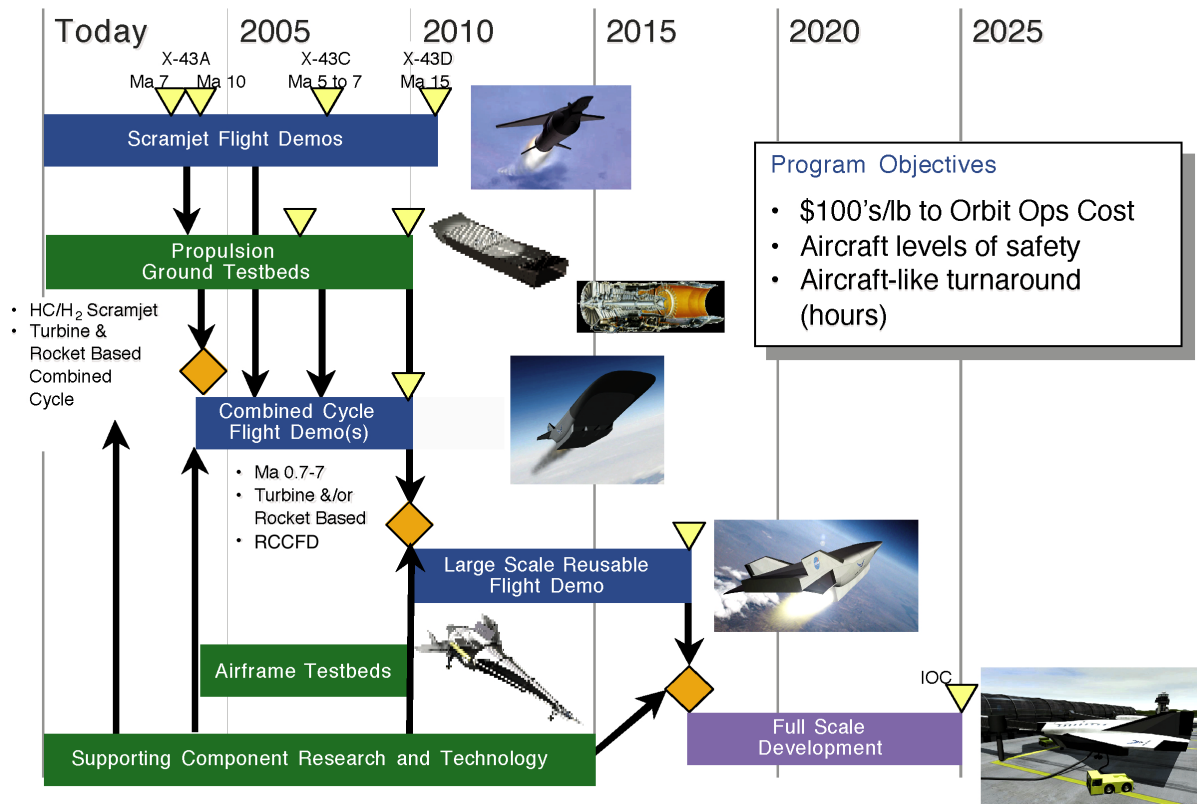 Today 2005 2010 2015 2020 2025
X-43A X-43C X-43D
Ma 7 Ma 10 Ma 5 to 7 Ma 15
Scramjet Flight Demos
Program Objectives
• $100's/lb to Orbit Ops Cost
• Aircraft levels of safety
• Aircraft-like turnaround
(hours)
Propulsion
Ground Testbeds
• HC/H₂ Scramjet
• Turbine &
Rocket Based
Combined
Cycle
Combined Cycle
Flight Demo(s)
• Ma 0.7-7
• Turbine &/or
Rocket Based
• RCCFD
Large Scale Reusable
Flight Demo
Airframe Testbeds
IOC
Full Scale
Development
Supporting Component Research and Technology